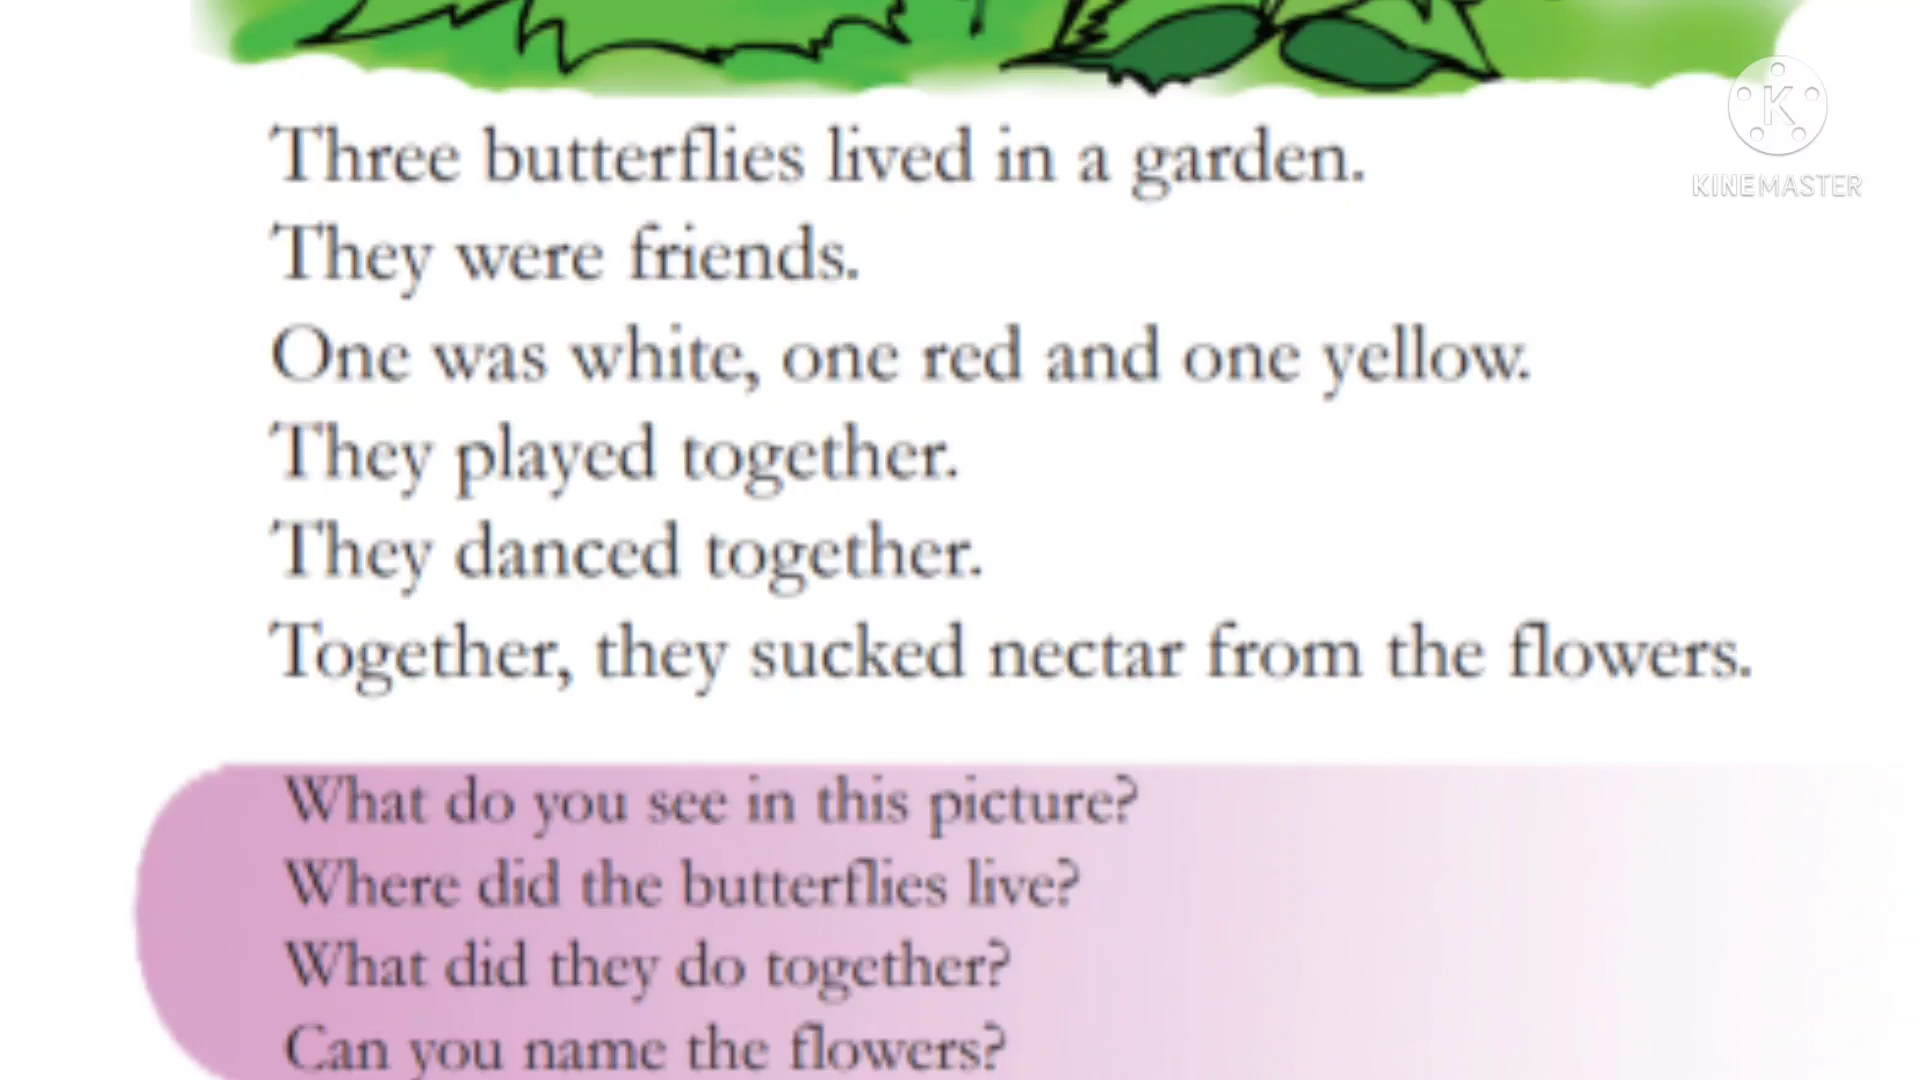 K
KINEMASTER
Three butterflies lived in a garden.
They were friends.
One was white, one red and one yellow.
They played together.
They danced together.
Together, they sucked nectar from the flowers.
What do you see in this picture?
Where did the butterflies live?
What did they do together?
Can you name the flowers?